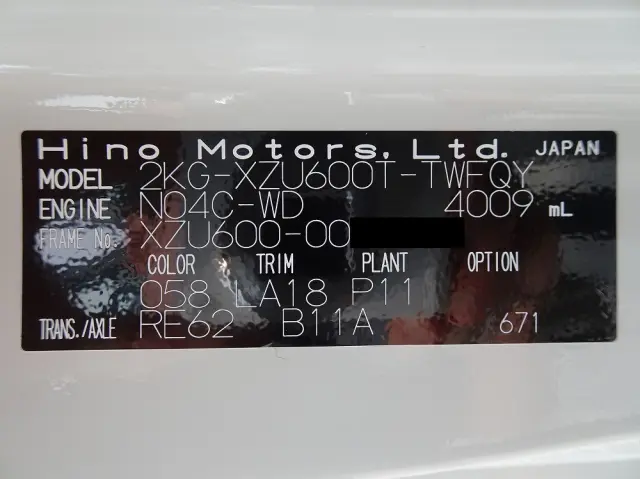 Hino Motors, Ltd. JAPAN
MODEL 2KG-XZU600T-TWFQY
ENGINE N04C-WD 4009 mL
FRAME No. XZU600-00
COLOR TRIM PLANT OPTION
058 LA18 P11
TRANS./AXLE RE62 B11A 671